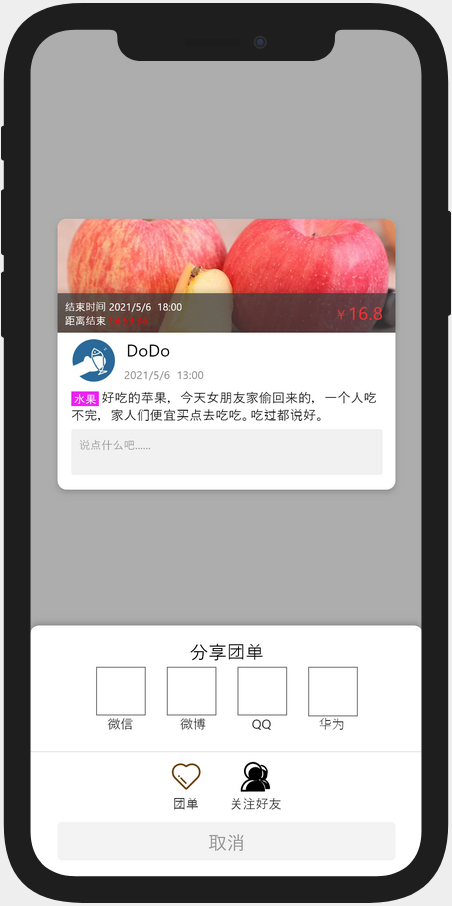 结束时间 2021/5/6 18:00
￥16.8
距离结束
DoDo
2021/5/6 13:00
水果 好吃的苹果，今天女朋友家偷回来的，一个人吃
不完，家人们便宜买点去吃吃。吃过都说好。
说点什么吧......
分享团单
微信 微博 QQ 华为
团单 关注好友
取消